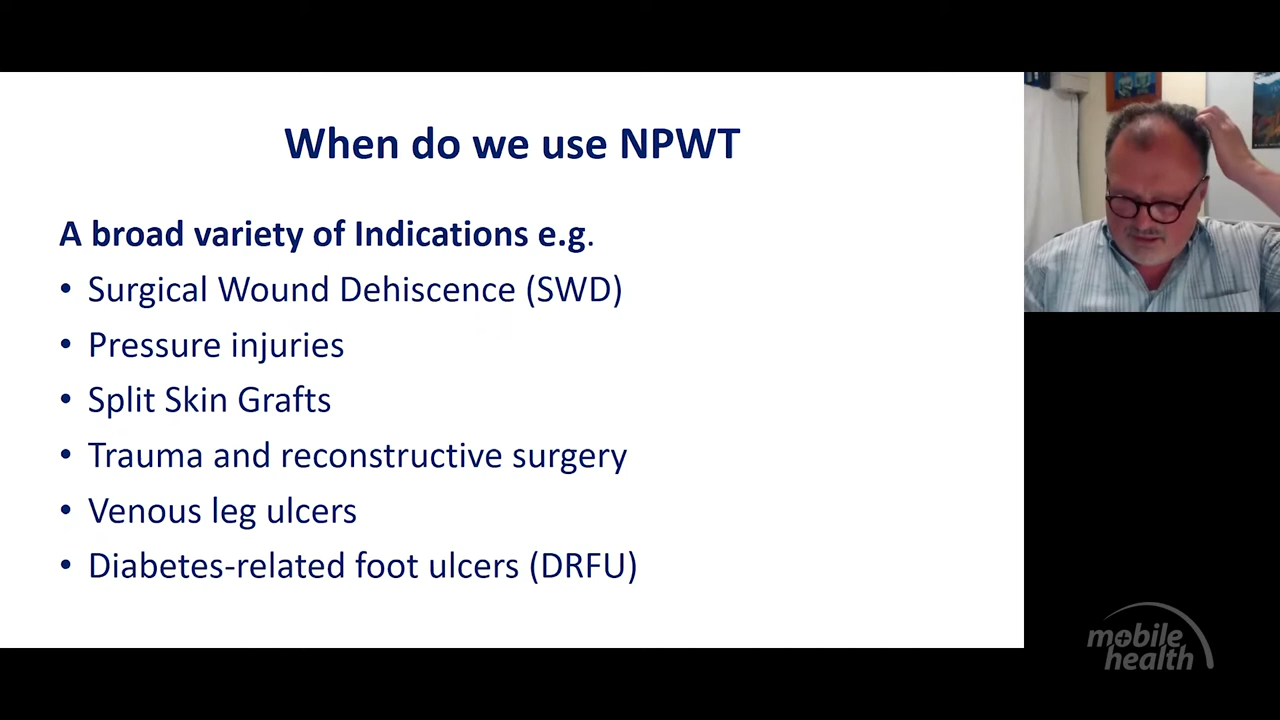 When do we use NPWT
A broad variety of Indications e.g.
• Surgical Wound Dehiscence (SWD)
• Pressure injuries
• Split Skin Grafts
• Trauma and reconstructive surgery
• Venous leg ulcers
• Diabetes-related foot ulcers (DRFU)
mobile
health